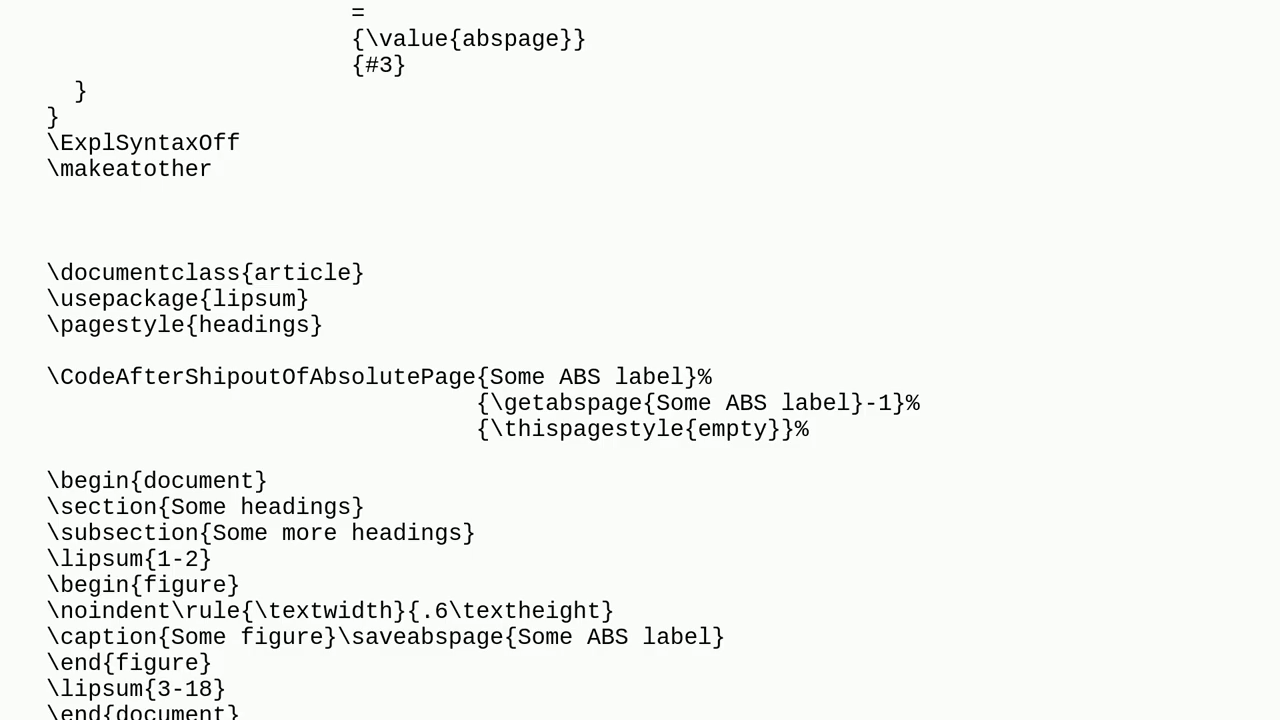 =
{\value{abspage}}
{#3}
}
}
\ExplSyntaxOff
\makeatother
\documentclass{article}
\usepackage{lipsum}
\pagestyle{headings}
\CodeAfterShipoutOfAbsolutePage{Some ABS label}%
{\getabspage{Some ABS label}-1}%
{\thispagestyle{empty}}%
\begin{document}
\section{Some headings}
\subsection{Some more headings}
\lipsum{1-2}
\begin{figure}
\noindent\rule{\textwidth}{.6\textheight}
\caption{Some figure}\saveabspage{Some ABS label}
\end{figure}
\lipsum{3-18}
\end{document}